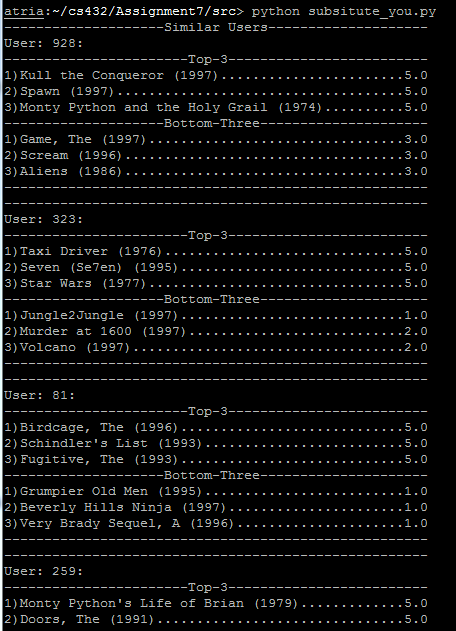 atria:~/cs432/Assignment7/src> python subsitute_you.py
--------------------Similar Users--------------------
User: 928:
-----------------------Top-3-------------------------
1)Kull the Conqueror (1997).......................5.0
2)Spawn (1997)....................................5.0
3)Monty Python and the Holy Grail (1974)..........5.0
--------------------Bottom-Three---------------------
1)Game, The (1997)................................3.0
2)Scream (1996)...................................3.0
3)Aliens (1986)...................................3.0
-----------------------------------------------------
-----------------------------------------------------
User: 323:
-----------------------Top-3-------------------------
1)Taxi Driver (1976)..............................5.0
2)Seven (Se7en) (1995)............................5.0
3)Star Wars (1977)................................5.0
--------------------Bottom-Three---------------------
1)Jungle2Jungle (1997)............................1.0
2)Murder at 1600 (1997)...........................2.0
3)Volcano (1997)..................................2.0
-----------------------------------------------------
-----------------------------------------------------
User: 81:
-----------------------Top-3-------------------------
1)Birdcage, The (1996)............................5.0
2)Schindler's List (1993).........................5.0
3)Fugitive, The (1993)............................5.0
--------------------Bottom-Three---------------------
1)Grumpier Old Men (1995).........................1.0
2)Beverly Hills Ninja (1997)......................1.0
3)Very Brady Sequel, A (1996).....................1.0
-----------------------------------------------------
-----------------------------------------------------
User: 259:
-----------------------Top-3-------------------------
1)Monty Python's Life of Brian (1979).............5.0
2)Doors, The (1991)...............................5.0